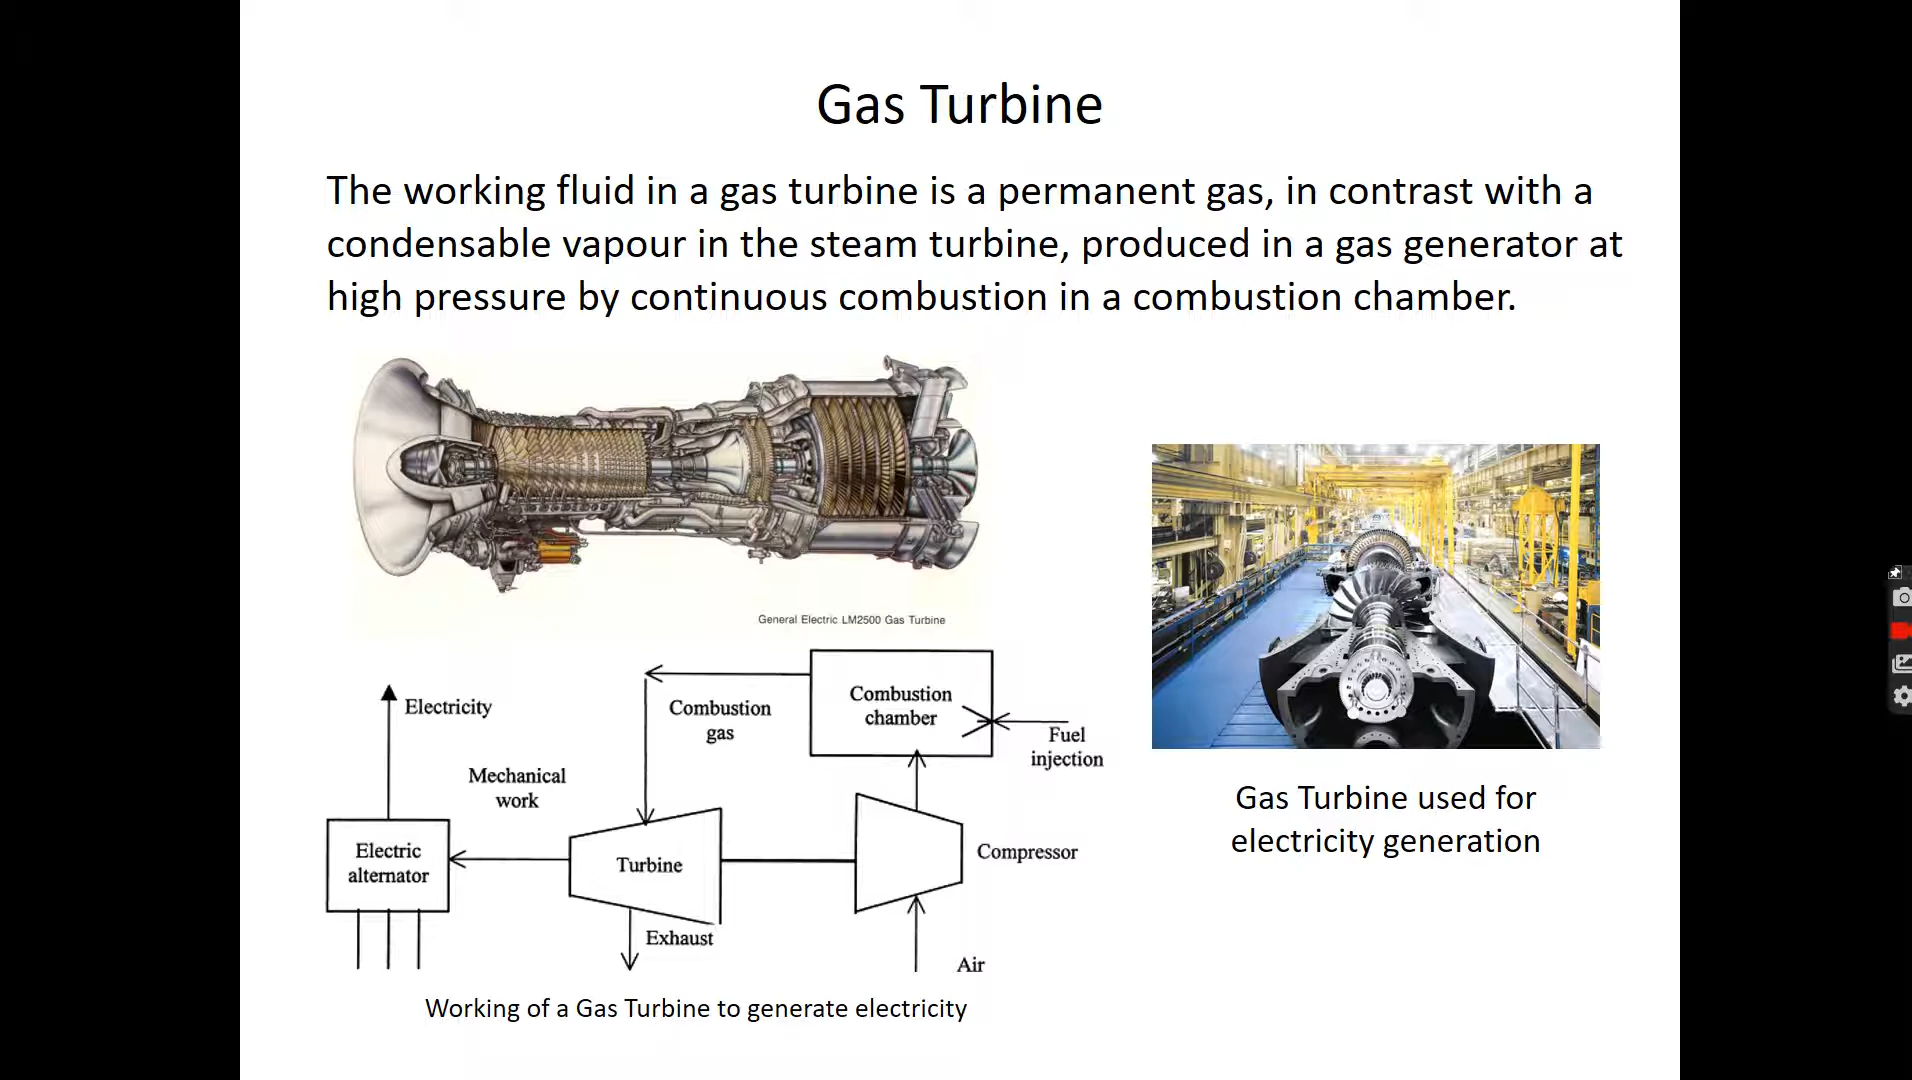 Gas Turbine
The working fluid in a gas turbine is a permanent gas, in contrast with a
condensable vapour in the steam turbine, produced in a gas generator at
high pressure by continuous combustion in a combustion chamber.
General Electric LM2500 Gas Turbine
Electricity
Combustion
gas
Combustion
chamber
Fuel
injection
Mechanical
work
Electric
alternator
Turbine
Compressor
Exhaust
Air
Working of a Gas Turbine to generate electricity
Gas Turbine used for
electricity generation